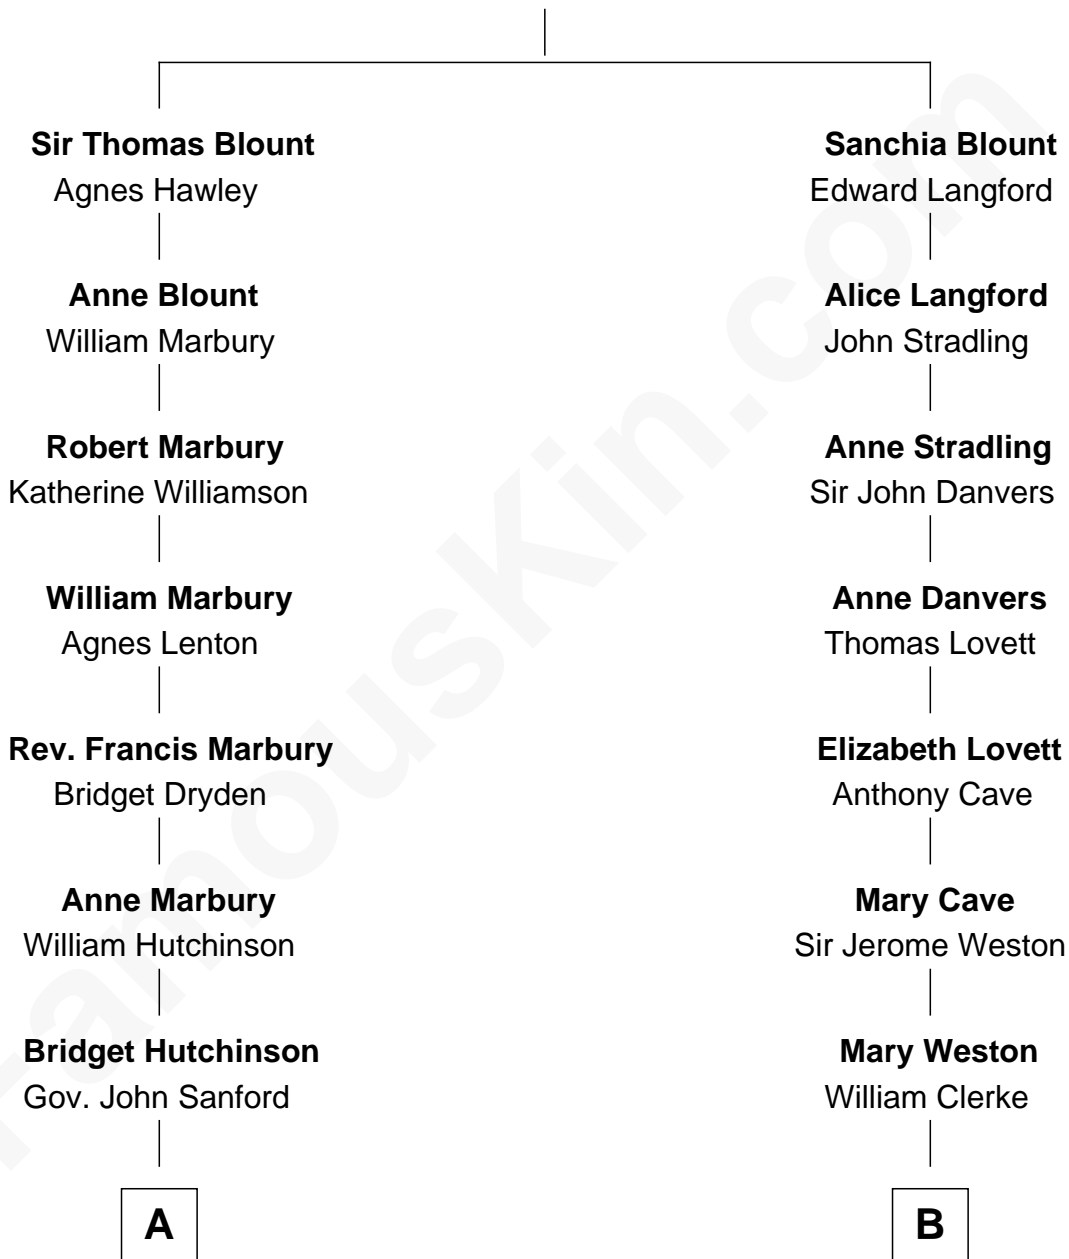 Sir Thomas Blount
Agnes Hawley
Anne Blount
William Marbury
Robert Marbury
Katherine Williamson
William Marbury
Agnes Lenton
Rev. Francis Marbury
Bridget Dryden
Anne Marbury
William Hutchinson
Bridget Hutchinson
Gov. John Sanford
A
Sanchia Blount
Edward Langford
Alice Langford
John Stradling
Anne Stradling
Sir John Danvers
Anne Danvers
Thomas Lovett
Elizabeth Lovett
Anthony Cave
Mary Cave
Sir Jerome Weston
Mary Weston
William Clerke
B
FamousKin.com